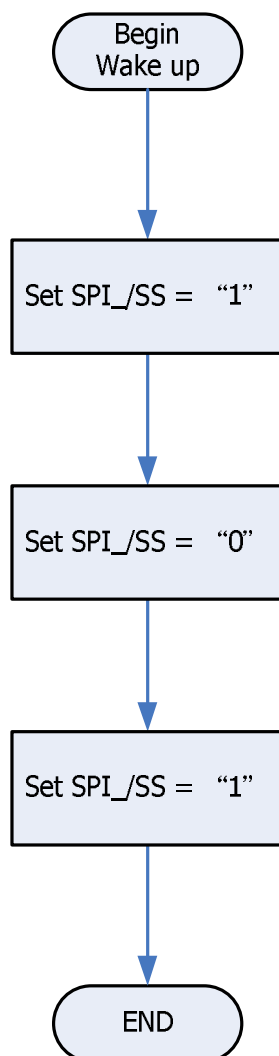 Begin
Wake up
Set SPI_/SS = “1”
Set SPI_/SS = “0”
Set SPI_/SS = “1”
END